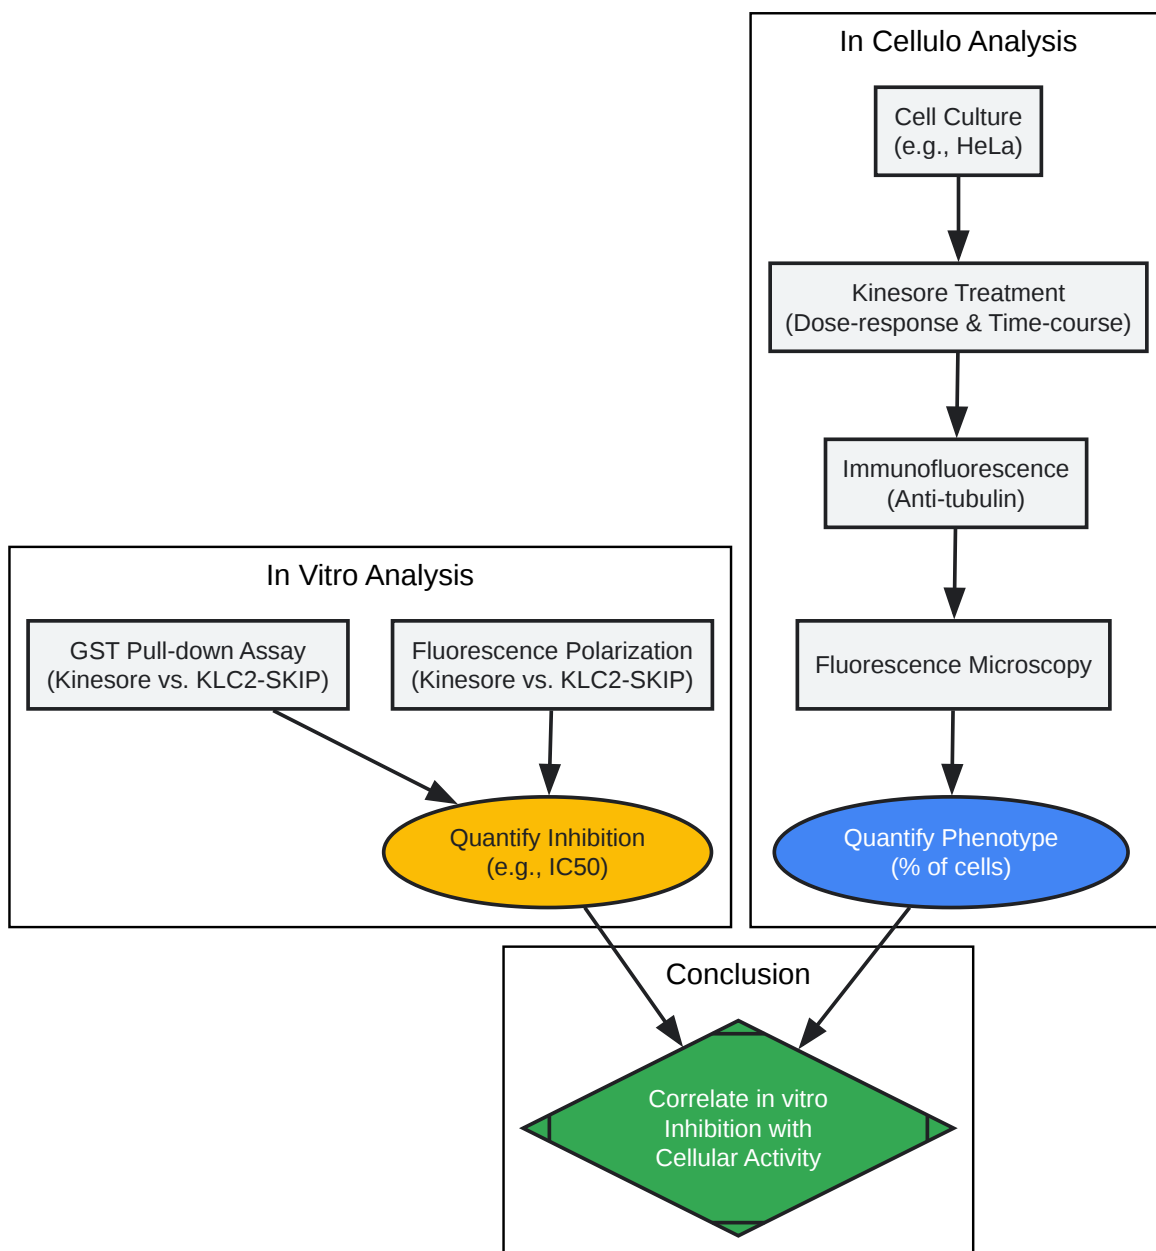 In Cellulo Analysis
Cell Culture
(e.g., HeLa)
Kinesore Treatment
(Dose-response & Time-course)
Immunofluorescence
(Anti-tubulin)
Fluorescence Microscopy
Quantify Phenotype
(% of cells)
In Vitro Analysis
GST Pull-down Assay
(Kinesore vs. KLC2-SKIP)
Fluorescence Polarization
(Kinesore vs. KLC2-SKIP)
Quantify Inhibition
(e.g., IC50)
Conclusion
Correlate in vitro
Inhibition with
Cellular Activity